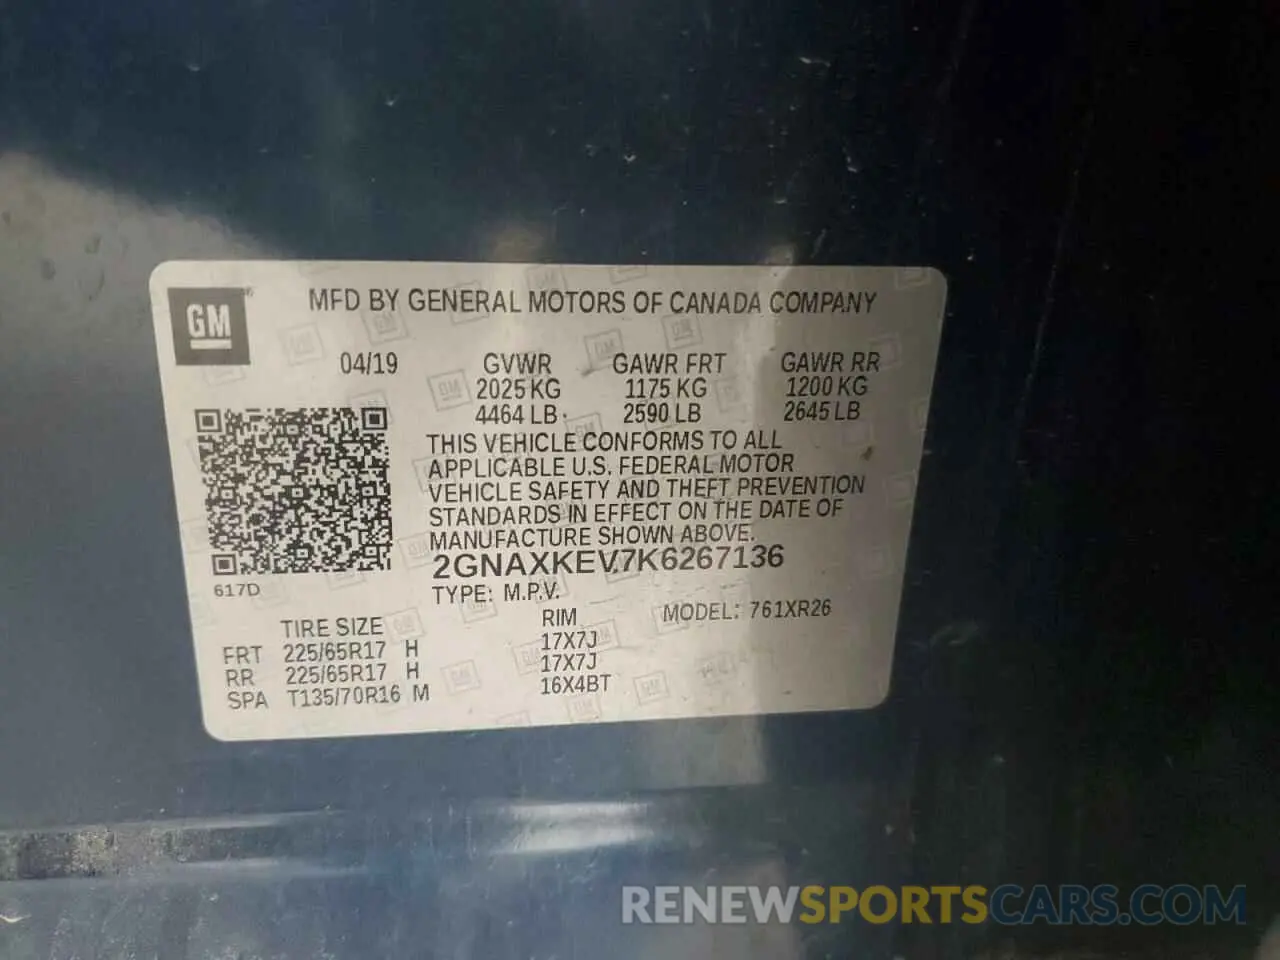 GM
MFD BY GENERAL MOTORS OF CANADA COMPANY
04/19 GVWR GAWR FRT GAWR RR
2025 KG 1175 KG 1200 KG
4464 LB 2590 LB 2645 LB
THIS VEHICLE CONFORMS TO ALL
APPLICABLE U.S. FEDERAL MOTOR
VEHICLE SAFETY AND THEFT PREVENTION
STANDARDS IN EFFECT ON THE DATE OF
MANUFACTURE SHOWN ABOVE.
2GNAXKEV7K6267136
617D
TYPE: M.P.V.
TIRE SIZE RIM MODEL: 761XR26
FRT 225/65R17 H 17X7J
RR 225/65R17 H 17X7J
SPA T135/70R16 M 16X4BT
RENEWSPORTSCARS.COM